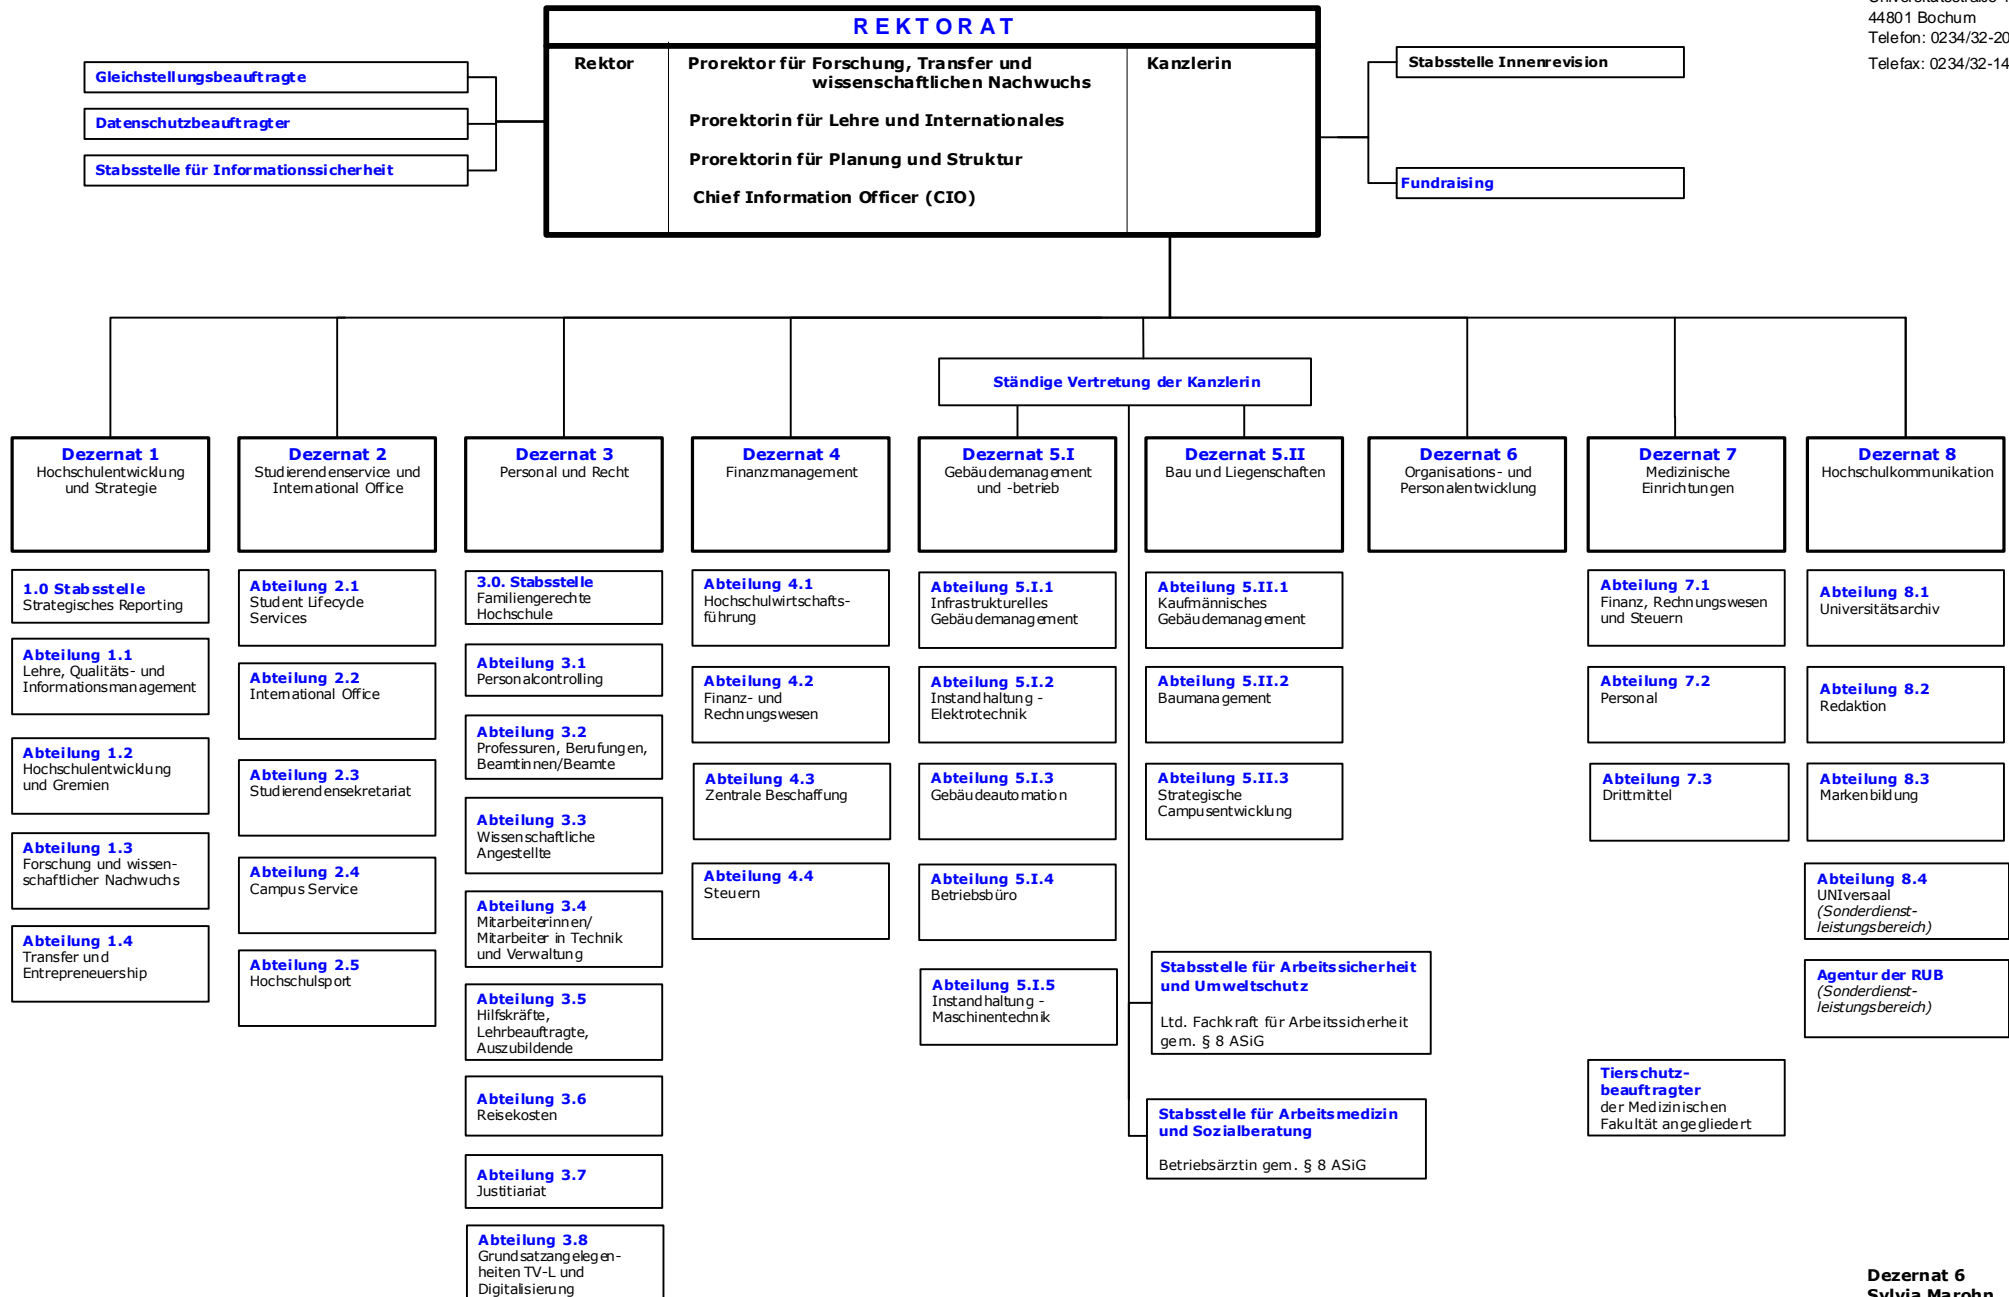 Universitätsstraße
44801 Bochum
Telefon: 0234/32-20
Telefax: 0234/32-14
REKTORAT
Rektor
Prorektor für Forschung, Transfer und
wissenschaftlichen Nachwuchs
Prorektorin für Lehre und Internationales
Prorektorin für Planung und Struktur
Chief Information Officer (CIO)
Kanzlerin
Gleichstellungsbeauftragte
Datenschutzbeauftragter
Stabsstelle für Informationssicherheit
Stabsstelle Innenrevision
Fundraising
Ständige Vertretung der Kanzlerin
Dezernat 1
Hochschulentwicklung
und Strategie
1.0 Stabsstelle
Strategisches Reporting
Abteilung 1.1
Lehre, Qualitäts- und
Informationsmanagement
Abteilung 1.2
Hochschulentwicklung
und Gremien
Abteilung 1.3
Forschung und wissen-
schaftlicher Nachwuchs
Abteilung 1.4
Transfer und
Entrepreneuership
Dezernat 2
Studierendenservice und
International Office
Abteilung 2.1
Student Lifecycle
Services
Abteilung 2.2
International Office
Abteilung 2.3
Studierendensekretariat
Abteilung 2.4
Campus Service
Abteilung 2.5
Hochschulsport
Dezernat 3
Personal und Recht
3.0. Stabsstelle
Familiengerechte
Hochschule
Abteilung 3.1
Personalcontrolling
Abteilung 3.2
Professuren, Berufungen,
Beamtinnen/Beamte
Abteilung 3.3
Wissenschaftliche
Angestellte
Abteilung 3.4
Mitarbeiterinnen/
Mitarbeiter in Technik
und Verwaltung
Abteilung 3.5
Hilfskräfte,
Lehrbeauftragte,
Auszubildende
Abteilung 3.6
Reisekosten
Abteilung 3.7
Justitiariat
Abteilung 3.8
Grundsatzangelegen-
heiten TV-L und
Digitalisierung
Dezernat 4
Finanzmanagement
Abteilung 4.1
Hochschulwirtschafts-
führung
Abteilung 4.2
Finanz- und
Rechnungswesen
Abteilung 4.3
Zentrale Beschaffung
Abteilung 4.4
Steuern
Dezernat 5.I
Gebäudemanagement
und -betrieb
Abteilung 5.I.1
Infrastrukturelles
Gebäudemanagement
Abteilung 5.I.2
Instandhaltung -
Elektrotechnik
Abteilung 5.I.3
Gebäudeautomation
Abteilung 5.I.4
Betriebsbüro
Abteilung 5.I.5
Instandhaltung -
Maschinentechnik
Dezernat 5.II
Bau und Liegenschaften
Abteilung 5.II.1
Kaufmännisches
Gebäudemanagement
Abteilung 5.II.2
Baumanagement
Abteilung 5.II.3
Strategische
Campusentwicklung
Stabsstelle für Arbeitssicherheit
und Umweltschutz
Ltd. Fachkraft für Arbeitssicherheit
gem. § 8 ASiG
Stabsstelle für Arbeitsmedizin
und Sozialberatung
Betriebsärztin gem. § 8 ASiG
Dezernat 6
Organisations- und
Personalentwicklung
Dezernat 7
Medizinische
Einrichtungen
Abteilung 7.1
Finanz, Rechnungswesen
und Steuern
Abteilung 7.2
Personal
Abteilung 7.3
Drittmittel
Tierschutz-
beauftragter
der Medizinischen
Fakultät angegliedert
Dezernat 8
Hochschulkommunikation
Abteilung 8.1
Universitätsarchiv
Abteilung 8.2
Redaktion
Abteilung 8.3
Markenbildung
Abteilung 8.4
UNIversaal
(Sonderdienst-
leistungsbereich)
Agentur der RUB
(Sonderdienst-
leistungsbereich)
Dezernat 6
Sylvia Marohn